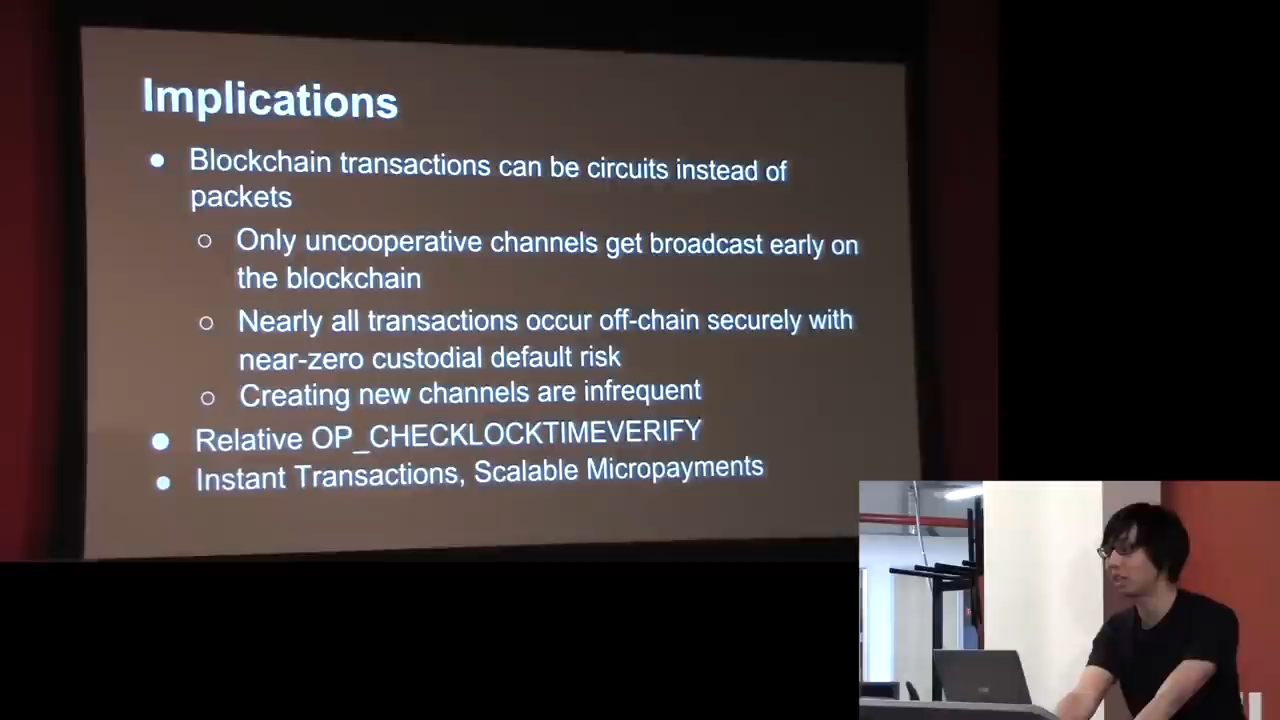 Implications
● Blockchain transactions can be circuits instead of
packets
○ Only uncooperative channels get broadcast early on
the blockchain
○ Nearly all transactions occur off-chain securely with
near-zero custodial default risk
○ Creating new channels are infrequent
● Relative OP_CHECKLOCKTIMEVERIFY
● Instant Transactions, Scalable Micropayments